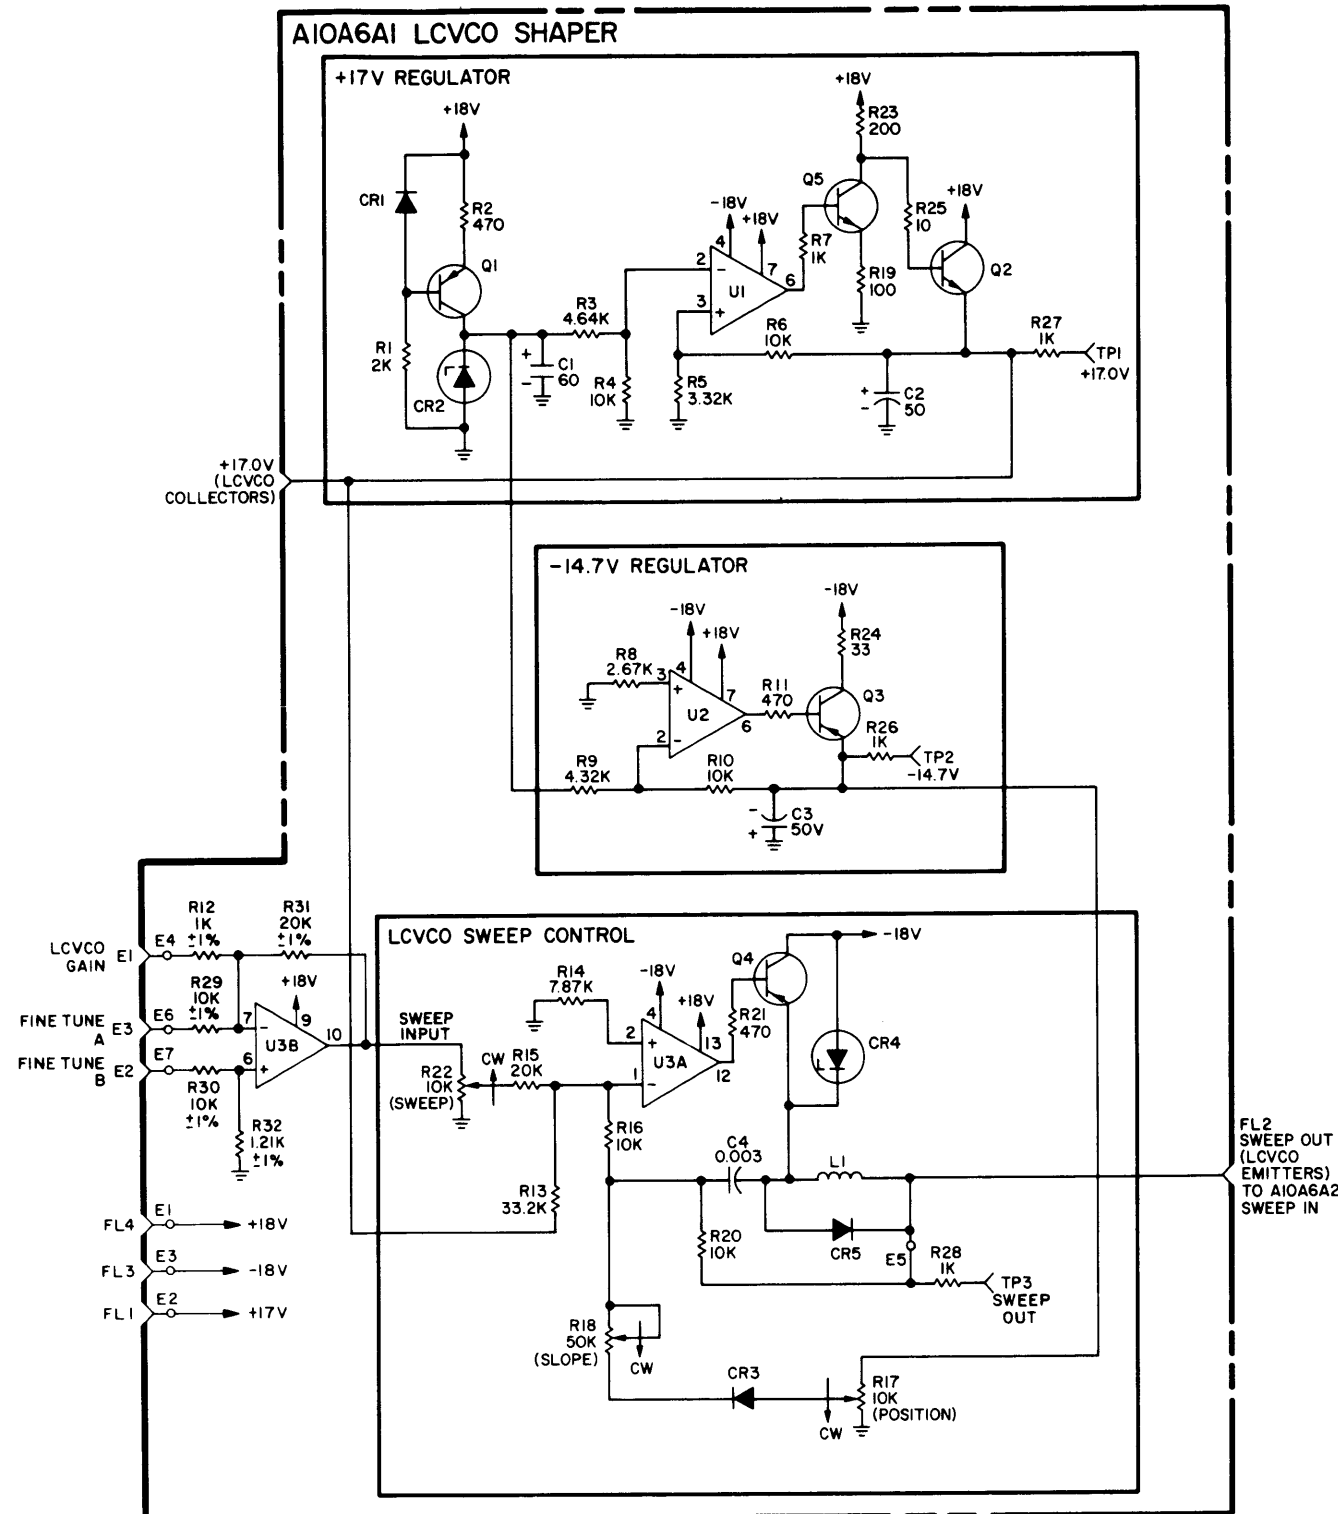 A10A6A1 LCVCO SHAPER
+17V REGULATOR
+18V
CR1
R2
470
Q1
R1
2K
CR2
+
-
C1
60
R3
4.64K
R4
10K
-18V
+18V
4
2
-
7
U1
6
3
+
R5
3.32K
R6
10K
R7
1K
Q5
+18V
R23
200
R19
100
R25
10
+18V
Q2
+
-
C2
50
R27
1K
TP1
+17.0V
+17.0V
(LCVCO
COLLECTORS)
-14.7V REGULATOR
-18V
+18V
R8
2.67K
3
4
+
7
U2
6
2
-
R9
4.32K
R10
10K
R11
470
-18V
R24
33
Q3
R26
1K
TP2
-14.7V
-
+
C3
50V
LCVCO
GAIN
E1
E4
R12
1K
±1%
R31
20K
±1%
FINE TUNE
A
E3
E6
R29
10K
±1%
+18V
7
-
9
U3B
10
6
+
FINE TUNE
B
E2
E7
R30
10K
±1%
R32
1.21K
±1%
FL4
E1
+18V
FL3
E3
-18V
FL1
E2
+17V
LCVCO SWEEP CONTROL
SWEEP
INPUT
R22
10K
(SWEEP)
CW
R15
20K
R14
7.87K
-18V
+18V
4
2
+
13
U3A
12
1
-
R21
470
Q4
-18V
CR4
R16
10K
R13
33.2K
C4
0.003
L1
R20
10K
CR5
E5
R28
1K
TP3
SWEEP
OUT
R18
50K
(SLOPE)
CW
CR3
CW
R17
10K
(POSITION)
FL2
SWEEP OUT
(LCVCO
EMITTERS)
TO A10A6A2
SWEEP IN